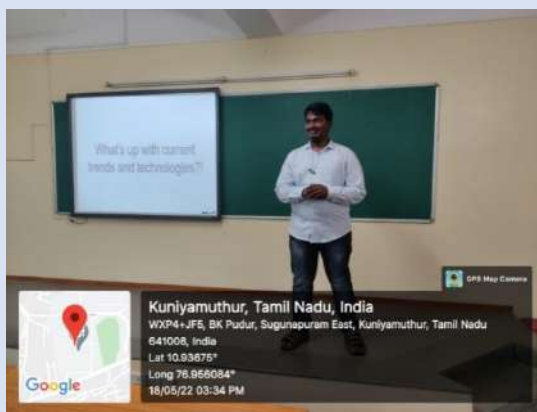 What's up with current
trends and technologies?!
GPS Map Camera
Kuniyamuthur, Tamil Nadu, India
WXP4+JF5, BK Pudur, Sugunapuram East, Kuniyamuthur, Tamil Nadu
641008, India
Lat 10.93675°
Long 76.956084°
18/05/22 03:34 PM
Google